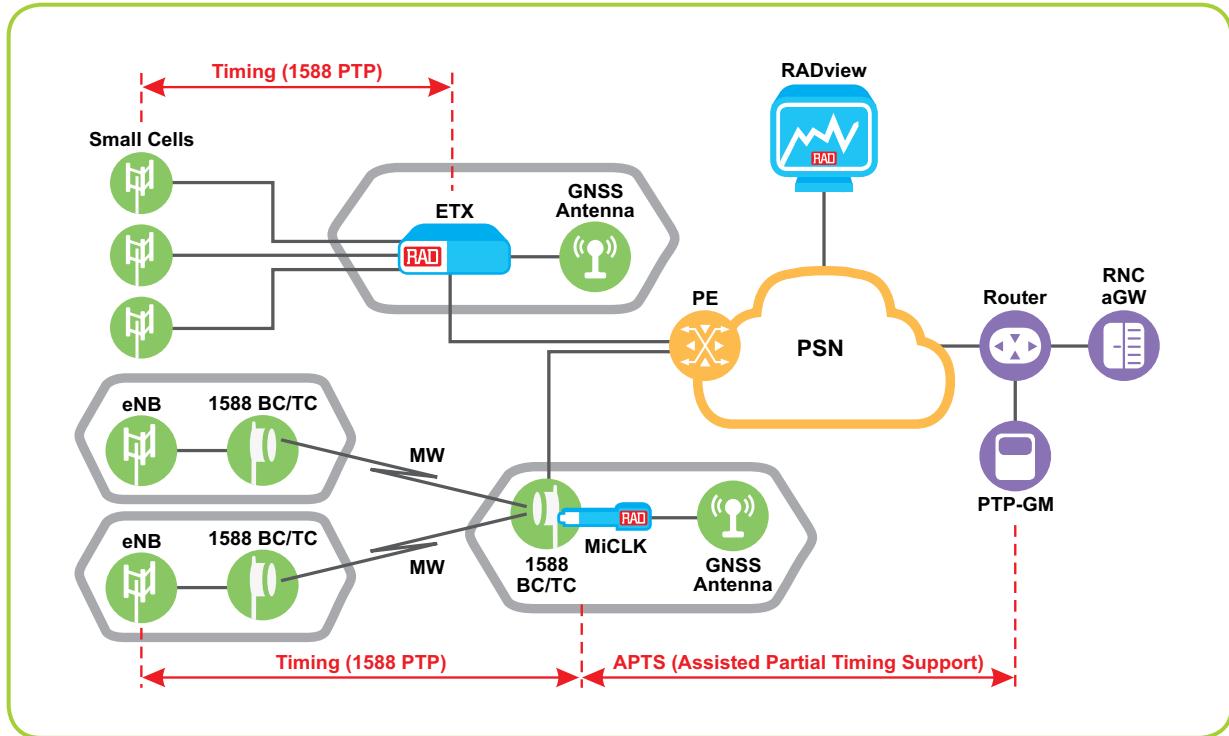 Timing (1588 PTP)
RADview
RAD
Small Cells
ETX
RAD
GNSS
Antenna
PE
PSN
Router
RNC
aGW
PTP-GM
eNB
1588 BC/TC
MW
eNB
1588 BC/TC
MW
1588
BC/TC
RAD
MiCLK
GNSS
Antenna
Timing (1588 PTP)
APTS (Assisted Partial Timing Support)